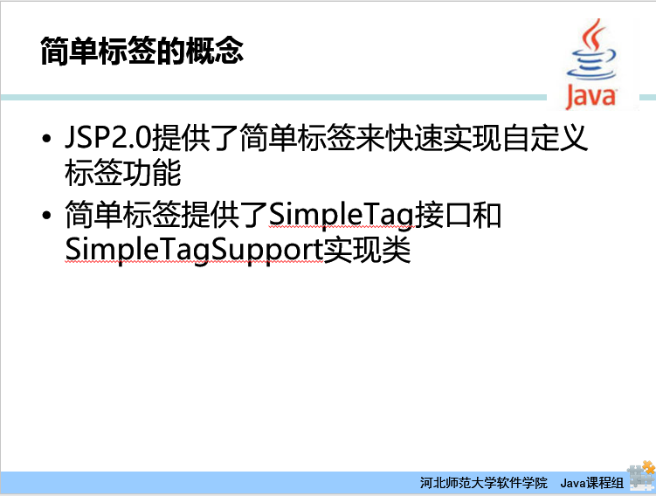 简单标签的概念
Java
• JSP2.0提供了简单标签来快速实现自定义
标签功能
• 简单标签提供了SimpleTag接口和
SimpleTagSupport实现类
河北师范大学软件学院 Java课程组